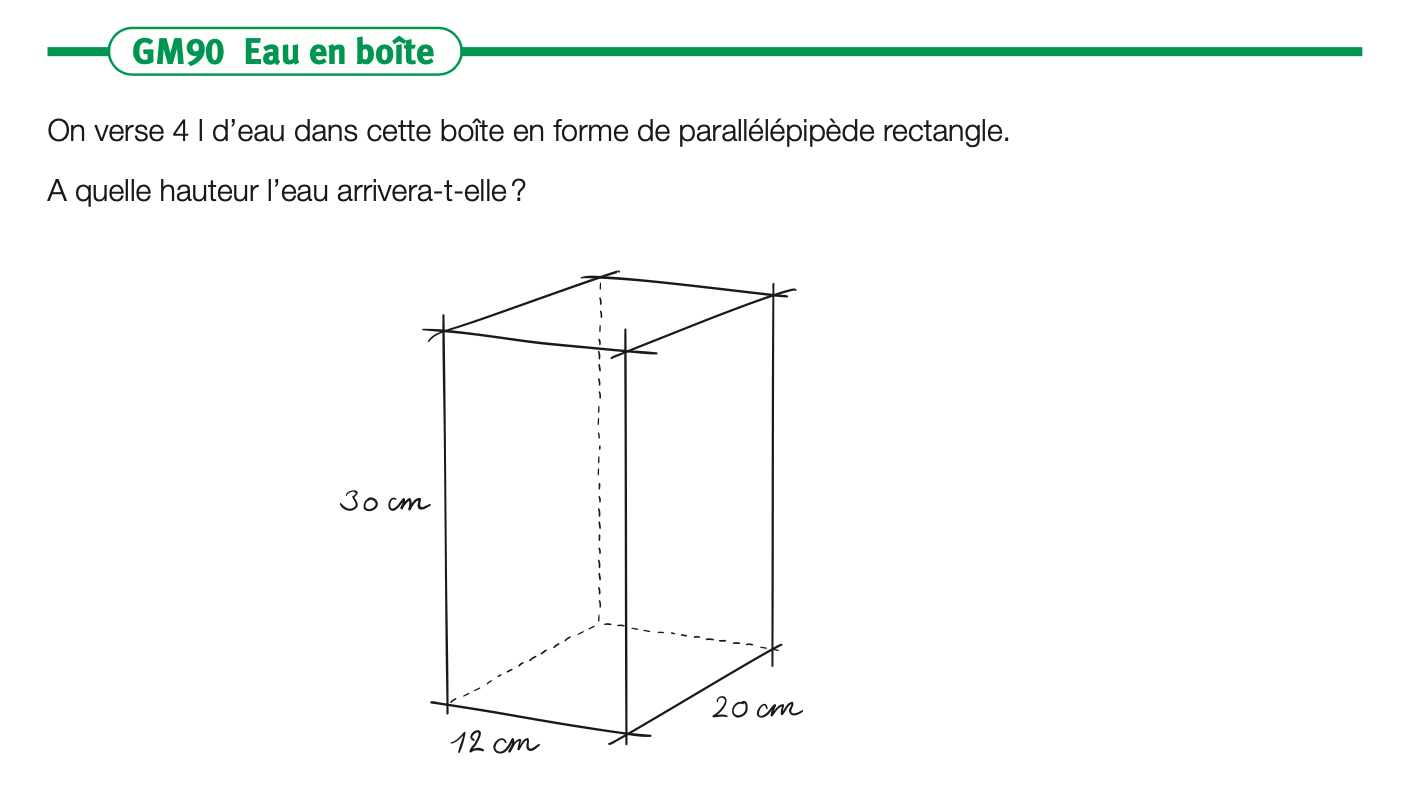 GM90 Eau en boîte
On verse 4 l d’eau dans cette boîte en forme de parallélépipède rectangle.
A quelle hauteur l’eau arrivera-t-elle ?
30 cm
20 cm
12 cm